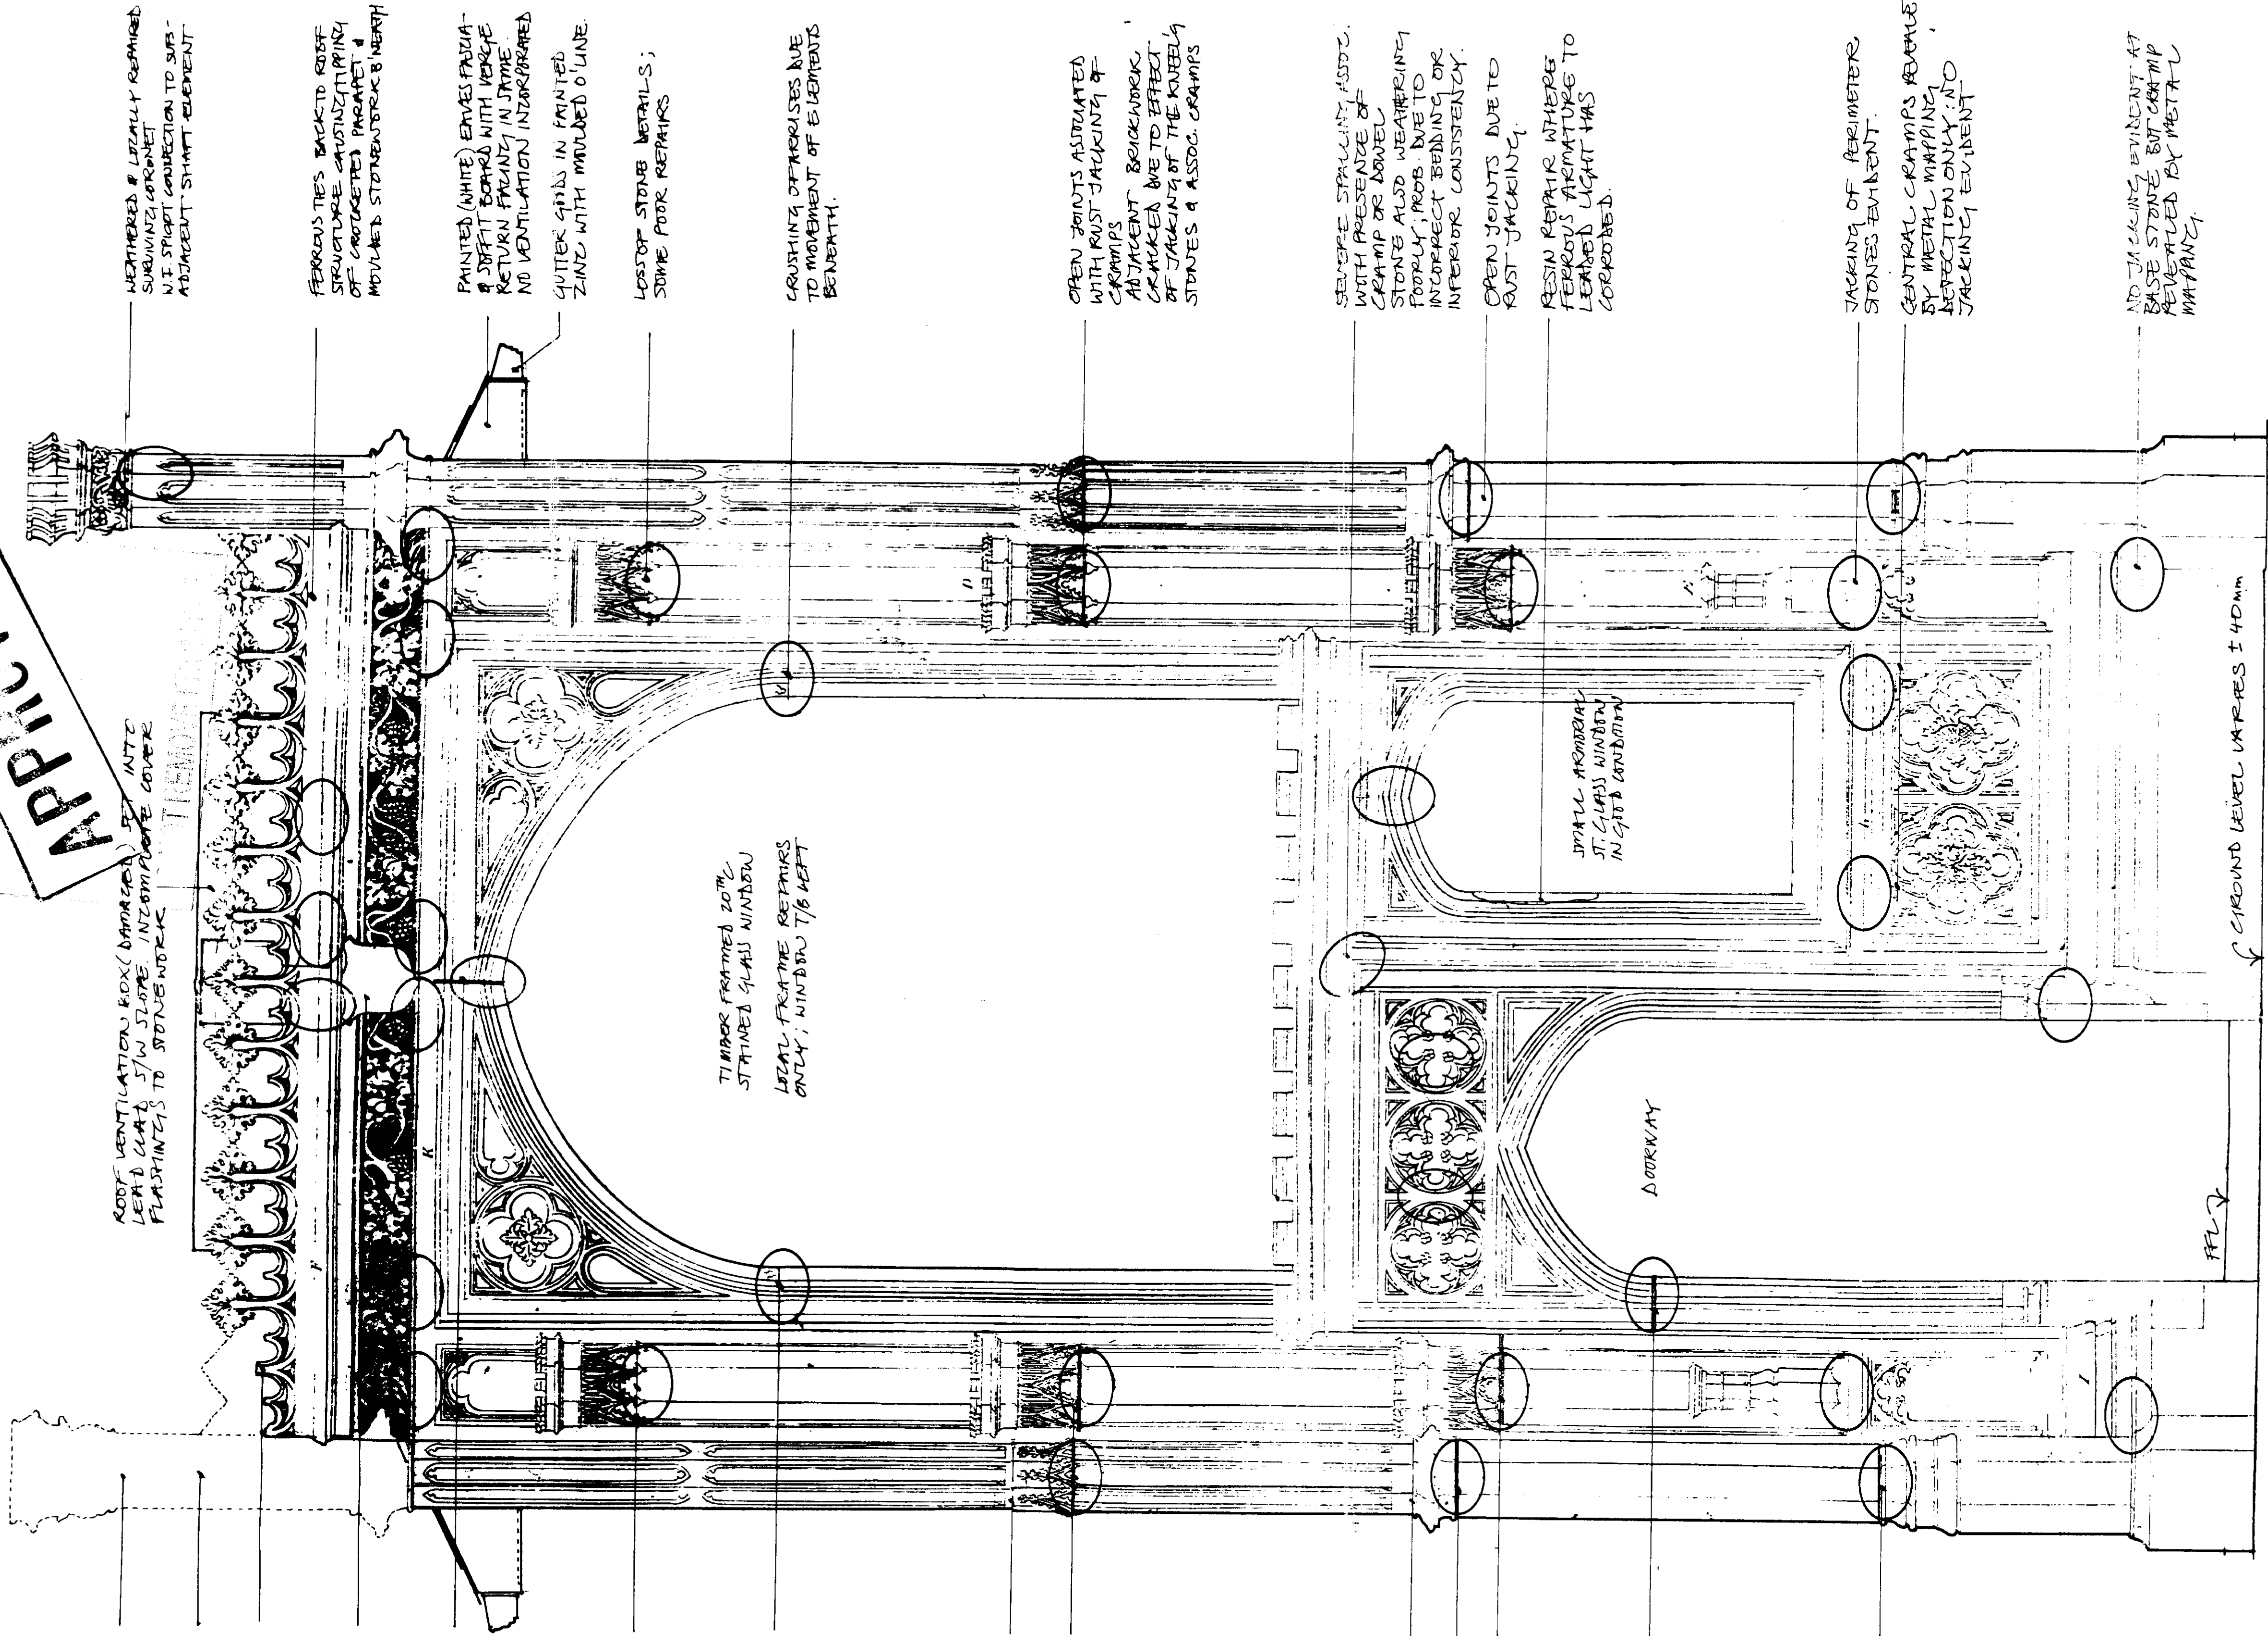 WEATHERED & LOCALLY REPAIRED
SURVIVING CORONET
W.I. SPIGOT CONNECTION TO SUB-
ADJACENT SHAFT ELEMENT
FERROUS TIES BACK TO ROOF
STRUCTURE CAUSING TIPPING
OF CROCKETED PARAPET &
MOULDED STONEWORK B'NEATH
PAINTED (WHITE) EAVES FASCIA
& SOFFIT BOARD WITH VERGE
RETURN FACING IN SAME.
NO VENTILATION INCORPORATED
GUTTER GODS IN PAINTED
ZINC WITH MOULDED O'LINE.
LOSS OF STONE DETAILS;
SOME POOR REPAIRS
CRUSHING OF ARRISES DUE
TO MOVEMENT OF ELEMENTS
BENEATH.
OPEN JOINTS ASSOCIATED
WITH RUST JACKING OF
CRAMPS
ADJACENT BRICKWORK
CRACKED DUE TO EFFECT
OF JACKING OF THE KNEEL'G
STONES & ASSOC. CRAMPS
SEVERE SPALLING ASSOC.
WITH PRESENCE OF
CRAMP OR DOWEL
STONE ALSO WEATHERING
POORLY; PROB. DUE TO
INCORRECT BEDDING OR
INFERIOR CONSISTENCY.
OPEN JOINTS DUE TO
RUST JACKING.
RESIN REPAIR WHERE
FERROUS ARMATURE TO
LEADED LIGHT HAS
CORRODED.
JACKING OF PERIMETER
STONES EVIDENT.
CENTRAL CRAMPS REVEALE
BY METAL MAPPING
DETECTION ONLY: NO
JACKING EVIDENT
NO JACKING EVIDENT AT
BASE STONE BUT CRAMP
REVEALED BY METAL
MAPPING.
ROOF VENTILATION BOX (DAMAGED) SET INTO
LEAD CLAD S/W SLOPE. INCOMPLETE COVER
FLASHINGS TO STONEWORK
F
K
TIMBER FRAMED 20TH C
STAINED GLASS WINDOW
LOCAL FRAME REPAIRS
ONLY; WINDOW T/B LEFT
SMALL ARMORIAL
ST. GLASS WINDOW
IN GOOD CONDITION
DOORWAY
FFL
GROUND LEVEL VARIES ±40mm